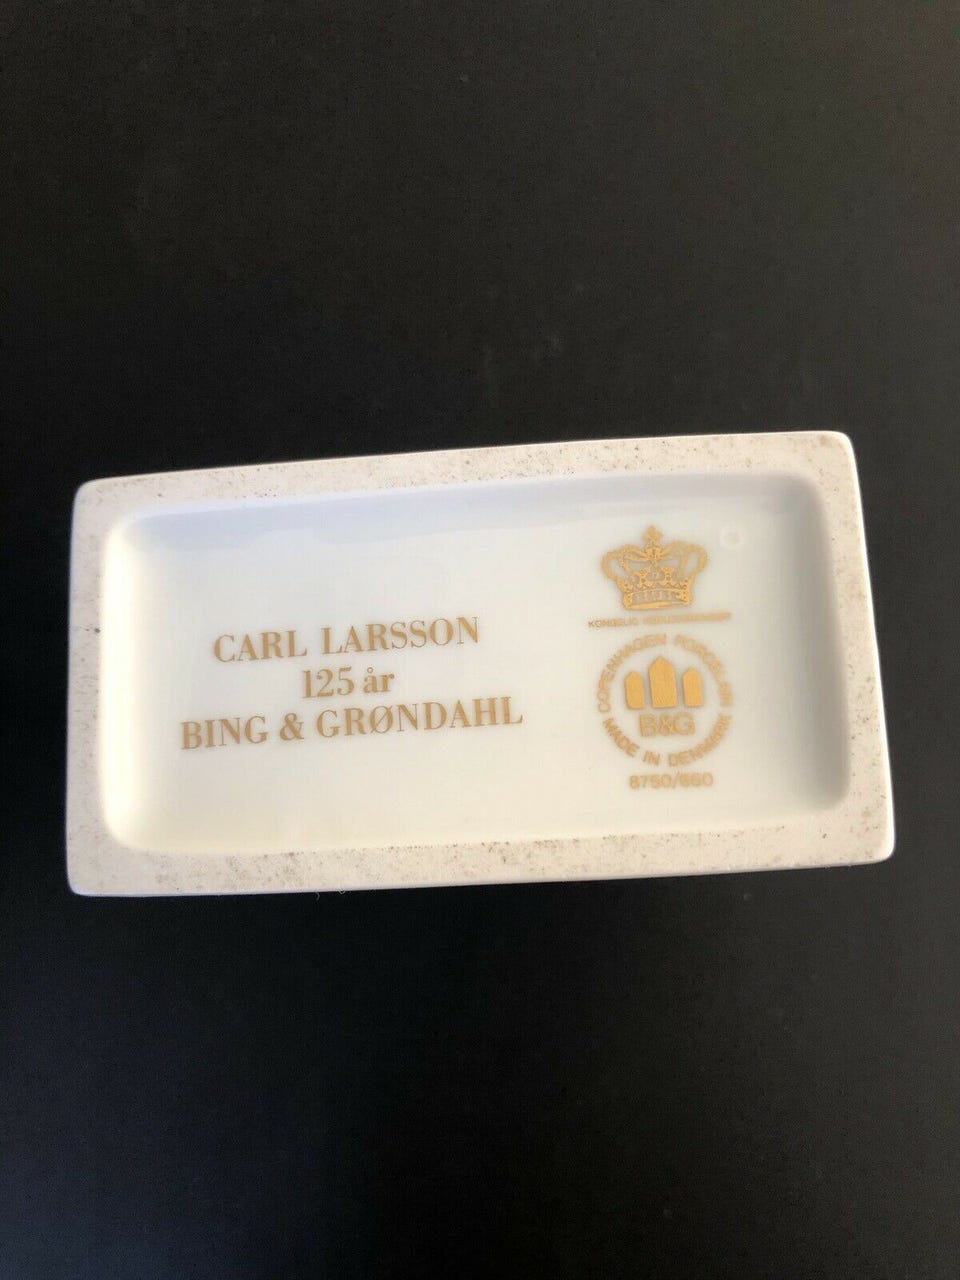 CARL LARSSON
125 år
BING & GRØNDAHL
KONGELIG HOFLEVERANDØR
COPENHAGEN PORCELAIN
B&G
MADE IN DENMARK
8750/660